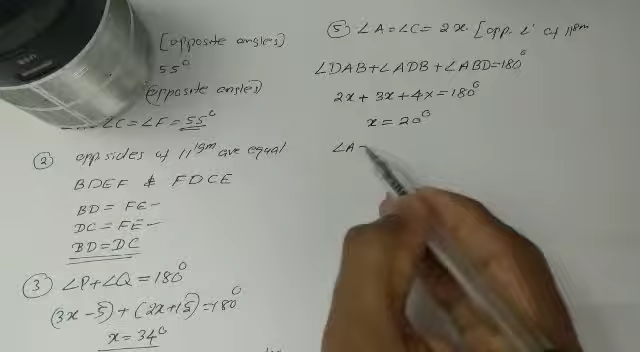 [opposite angles)
55°
(opposite angles)
∠C = ∠F = 55°
(2) opp sides of 11gm are equal
BDEF & FDCE
BD = FE -
DC = FE -
BD = DC
(3) ∠P + ∠Q = 180°
(3x - 5) + (2x + 15) = 180°
x = 34°
(5) ∠A = ∠C = 2x [opp. ∠' of 11gm
∠DAB + ∠ADB + ∠ABD = 180°
2x + 3x + 4x = 180°
x = 20°
∠A -